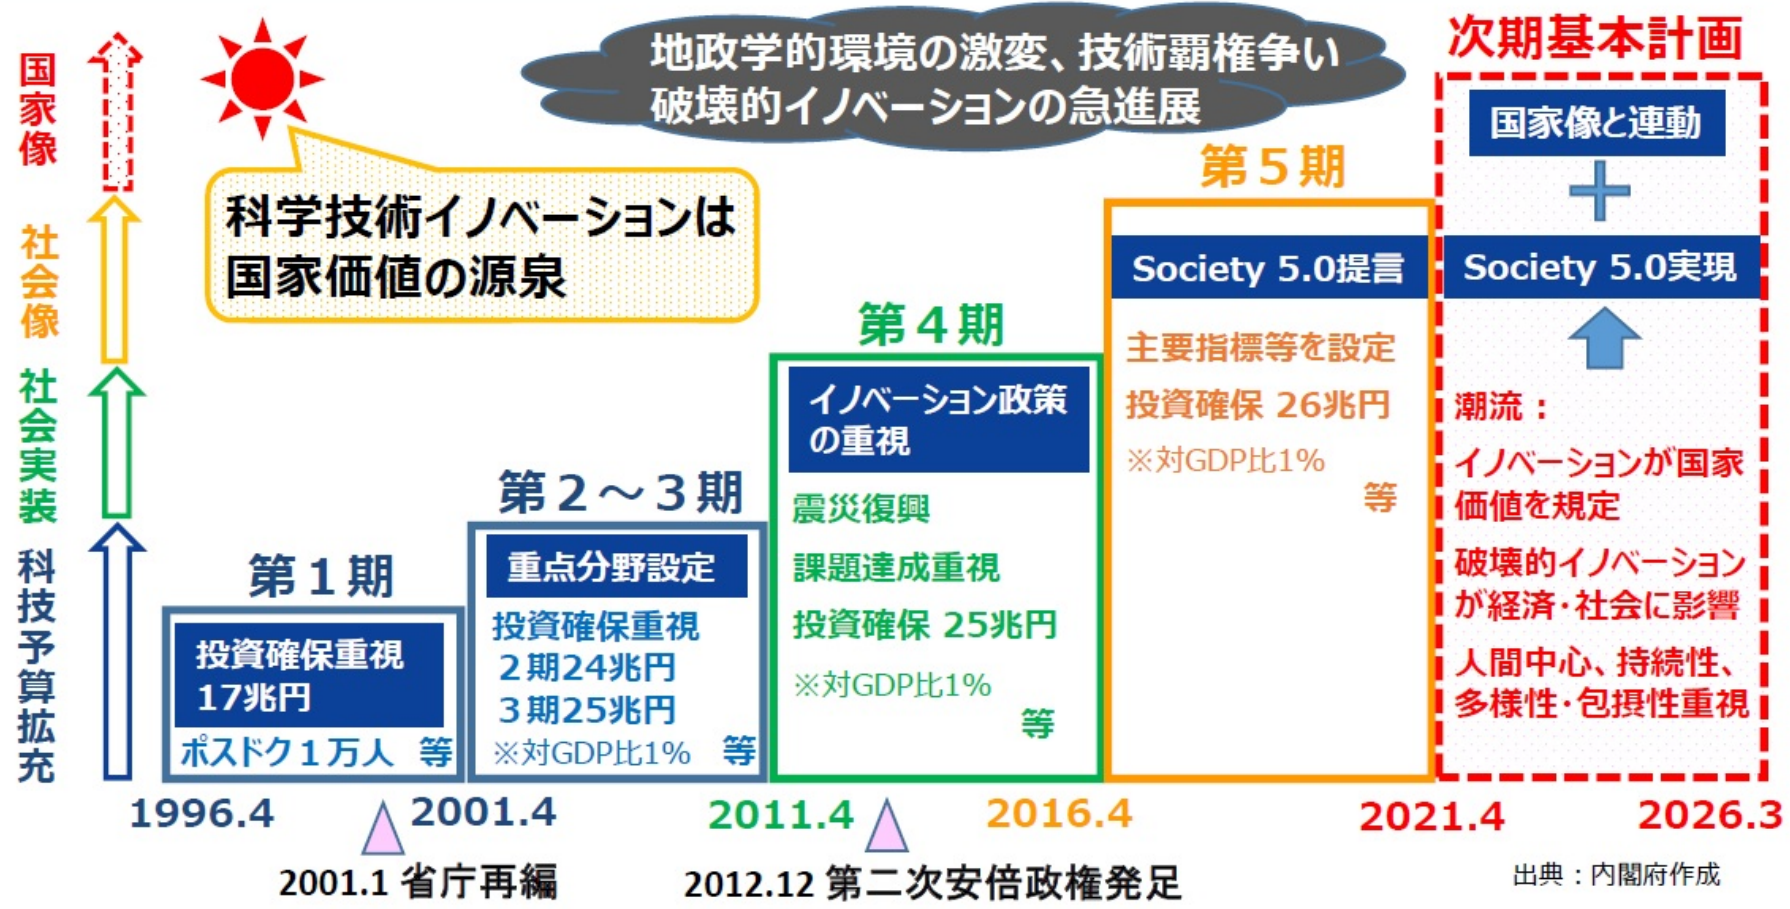 国家像
社会像
社会実装
科技予算拡充
地政学的環境の激変、技術覇権争い
破壊的イノベーションの急進展
科学技術イノベーションは
国家価値の源泉
第1期
投資確保重視
17兆円
ポスドク1万人 等
第2～3期
重点分野設定
投資確保重視
2期24兆円
3期25兆円
※対GDP比1% 等
第4期
イノベーション政策
の重視
震災復興
課題達成重視
投資確保 25兆円
※対GDP比1%
等
第5期
Society 5.0提言
主要指標等を設定
投資確保 26兆円
※対GDP比1%
等
次期基本計画
国家像と連動
Society 5.0実現
潮流：
イノベーションが国家
価値を規定
破壊的イノベーション
が経済・社会に影響
人間中心、持続性、
多様性・包摂性重視
1996.4
2001.4
2011.4
2016.4
2021.4
2026.3
2001.1 省庁再編
2012.12 第二次安倍政権発足
出典：内閣府作成